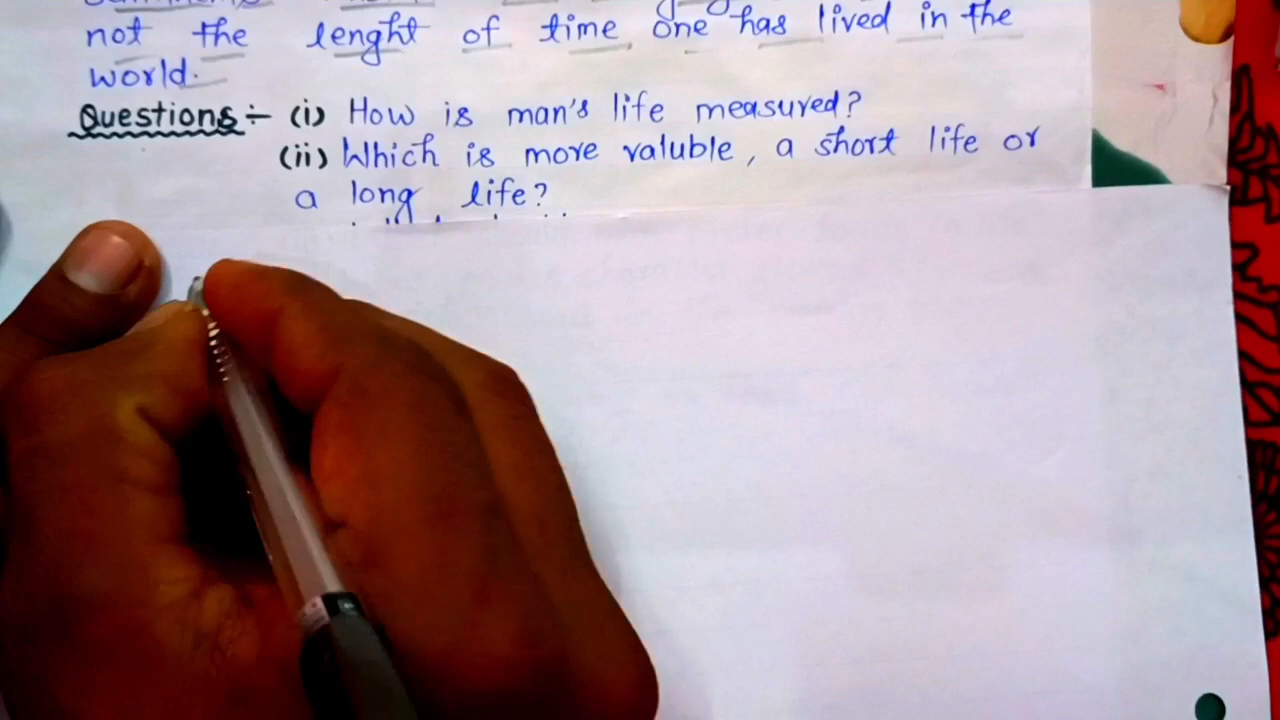 not the lenght of time one has lived in the
world.
Questions÷ (i) How is man's life measured?
(ii) Which is more valuble, a short life or
a long life?